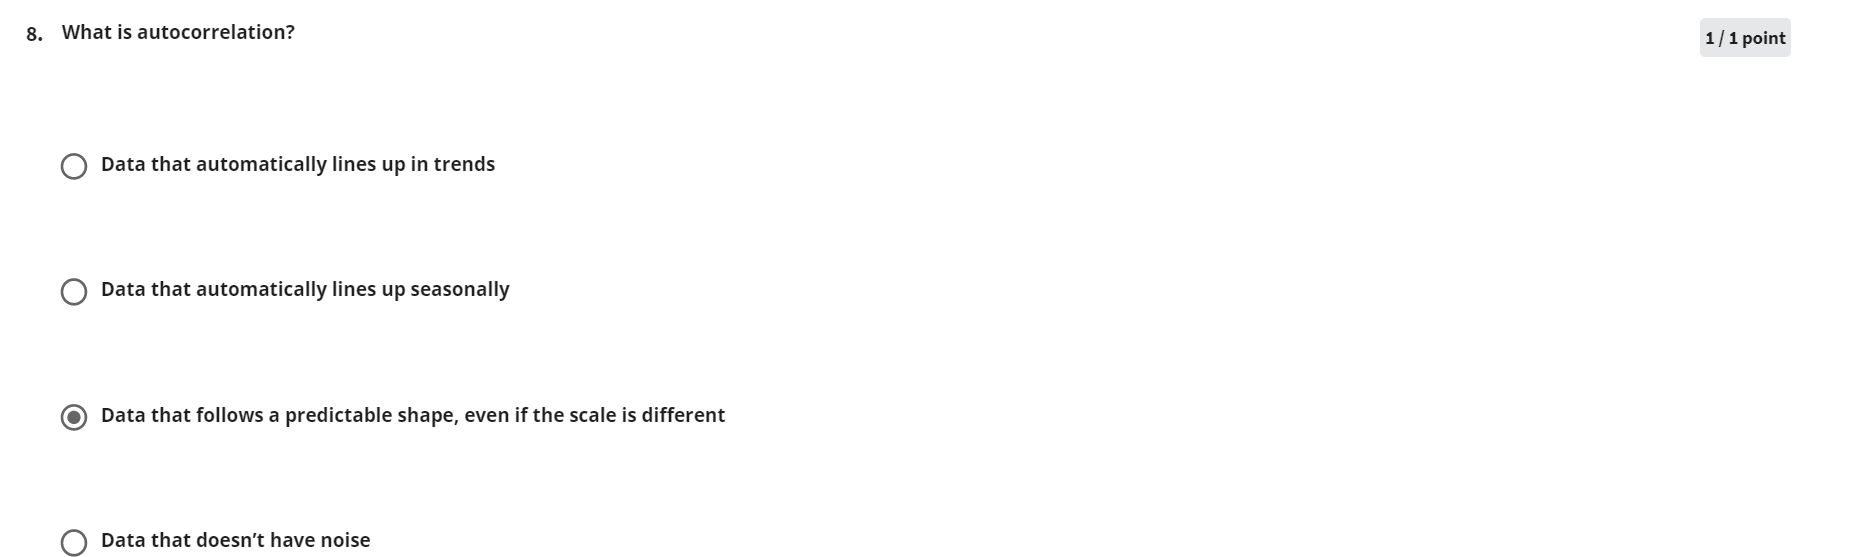 8. What is autocorrelation?
1 / 1 point
Data that automatically lines up in trends
Data that automatically lines up seasonally
Data that follows a predictable shape, even if the scale is different
Data that doesn’t have noise